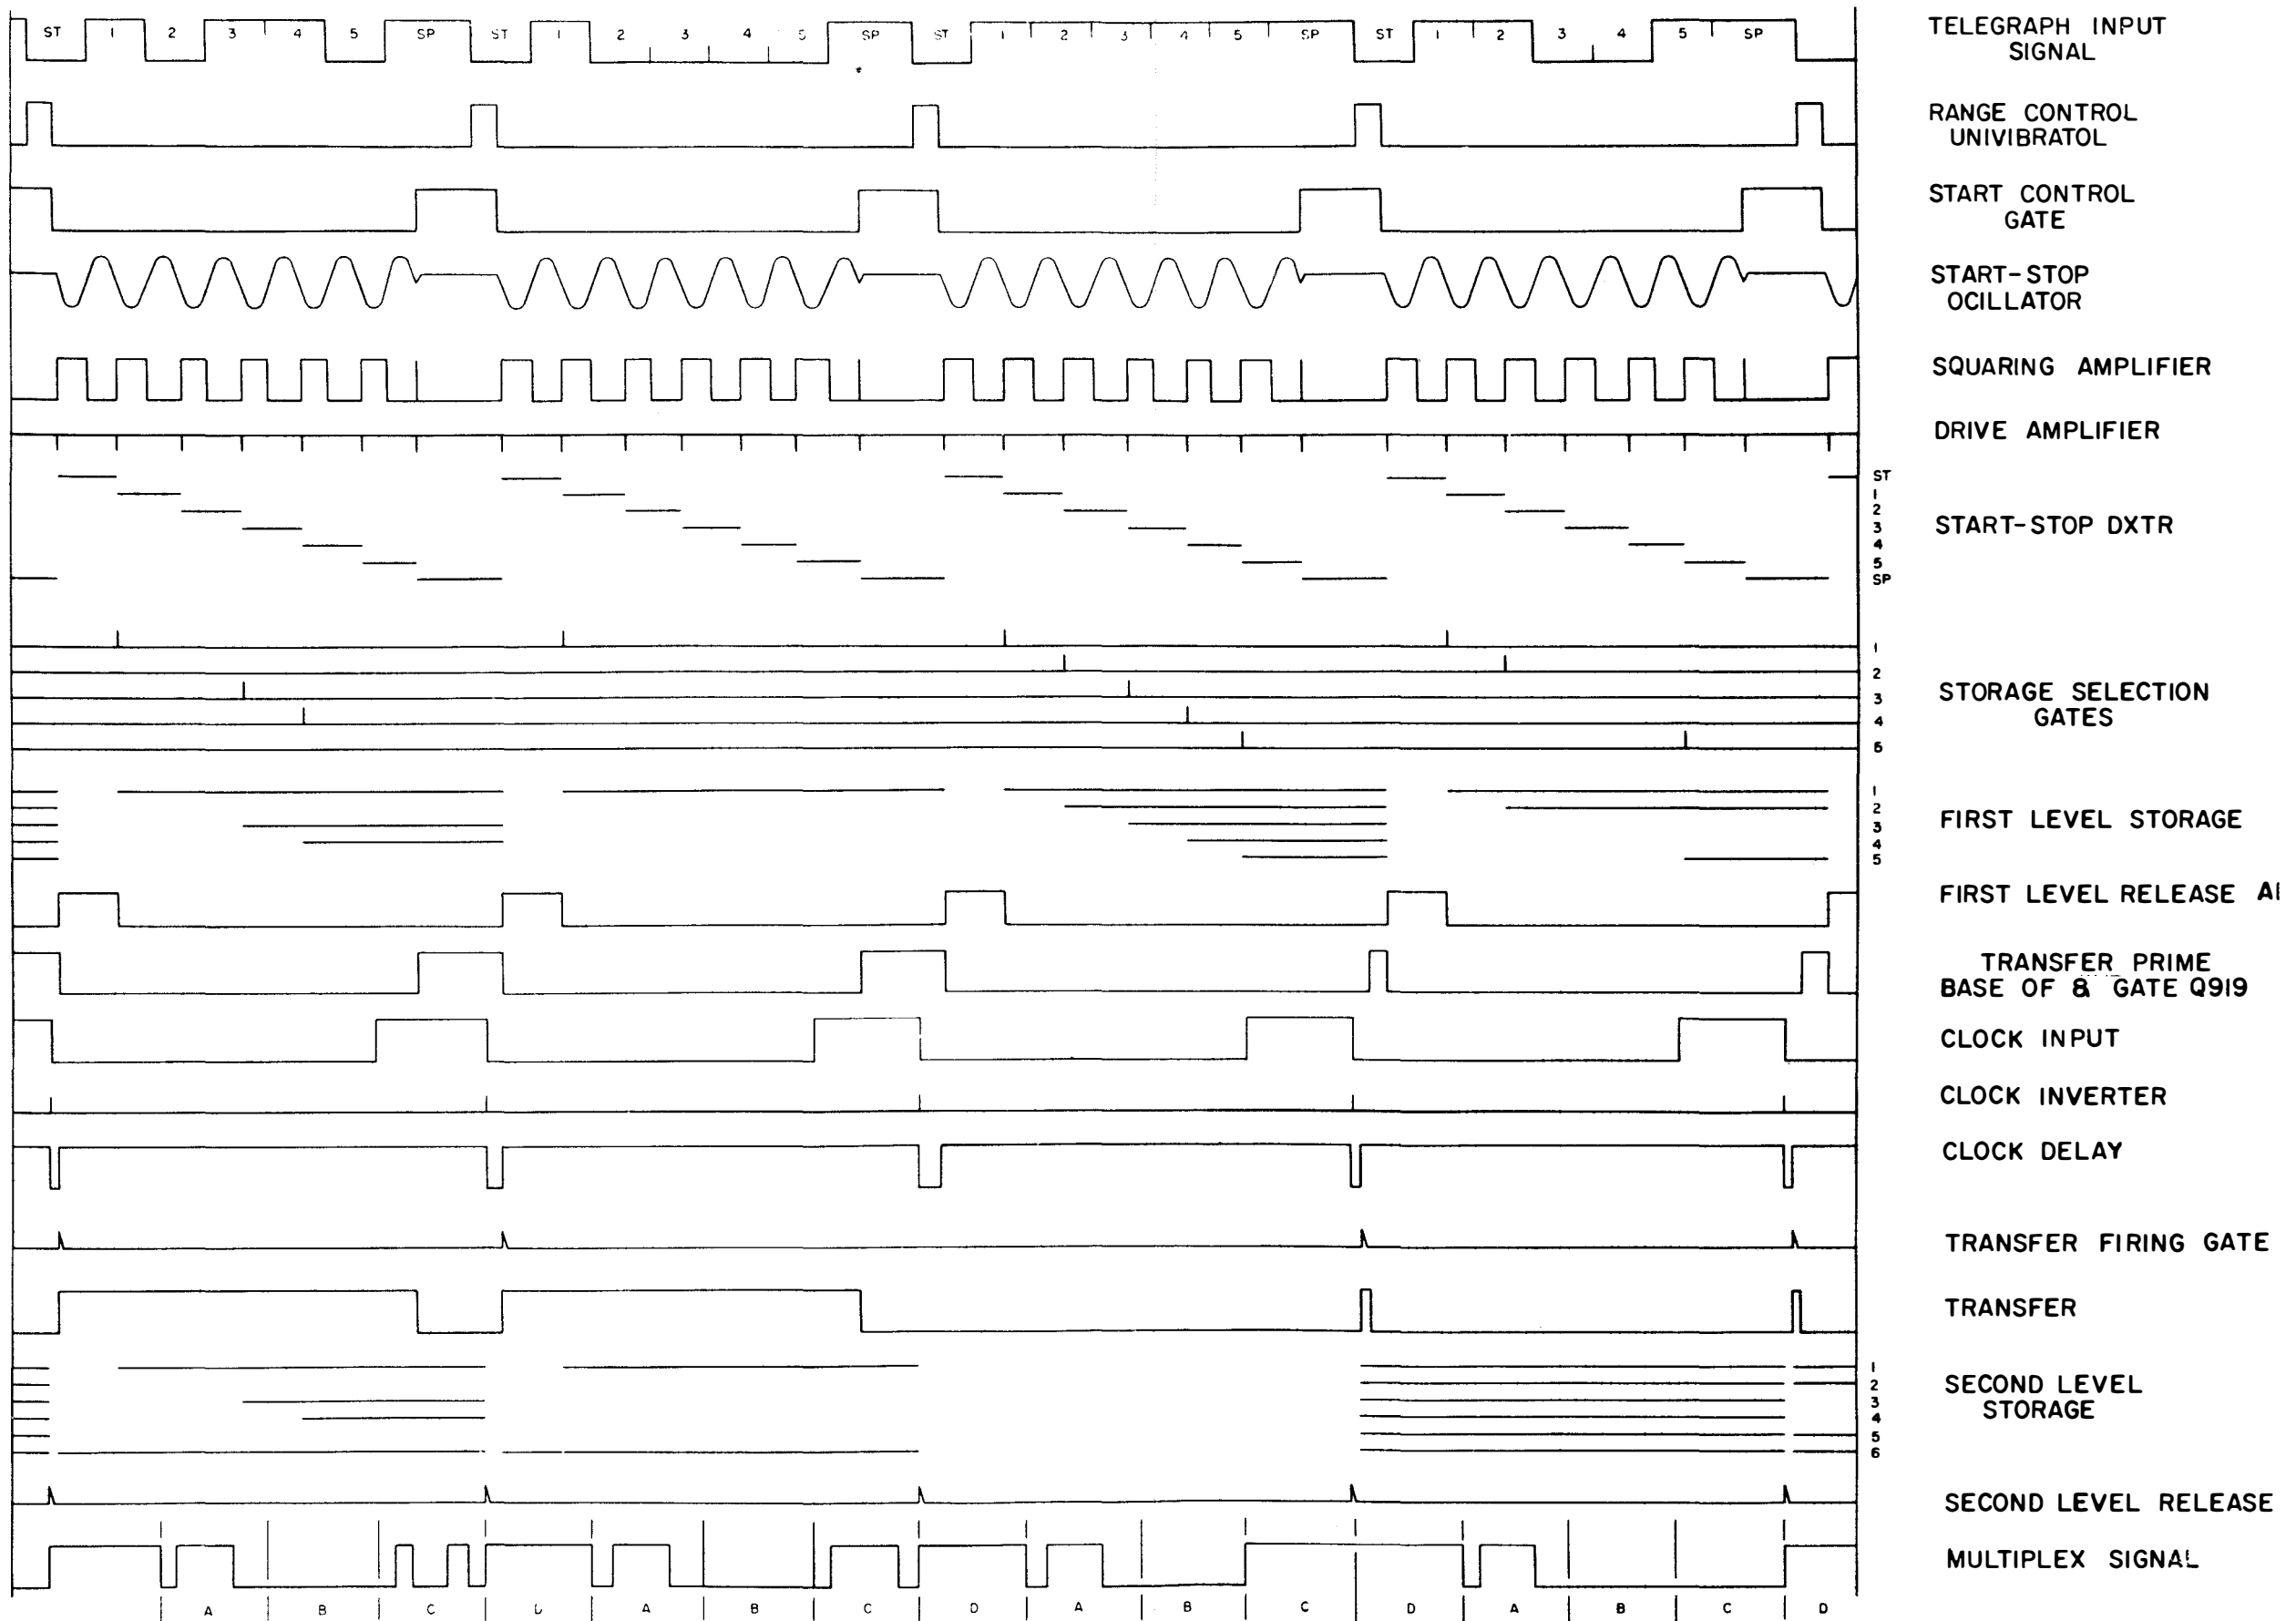 ST 1 2 3 4 5 SP ST 1 2 3 4 5 SP ST 1 2 3 4 5 SP ST 1 2 3 4 5 SP
TELEGRAPH INPUT
SIGNAL
RANGE CONTROL
UNIVIBRATOL
START CONTROL
GATE
START-STOP
OCILLATOR
SQUARING AMPLIFIER
DRIVE AMPLIFIER
ST
1
2
3
4
5
SP
START-STOP DXTR
1
2
3
4
5
STORAGE SELECTION
GATES
1
2
3
4
5
FIRST LEVEL STORAGE
FIRST LEVEL RELEASE
TRANSFER PRIME
BASE OF & GATE Q919
CLOCK INPUT
CLOCK INVERTER
CLOCK DELAY
TRANSFER FIRING GATE
TRANSFER
1
2
3
4
5
6
SECOND LEVEL
STORAGE
SECOND LEVEL RELEASE
MULTIPLEX SIGNAL
A B C D A B C D A B C D A B C D